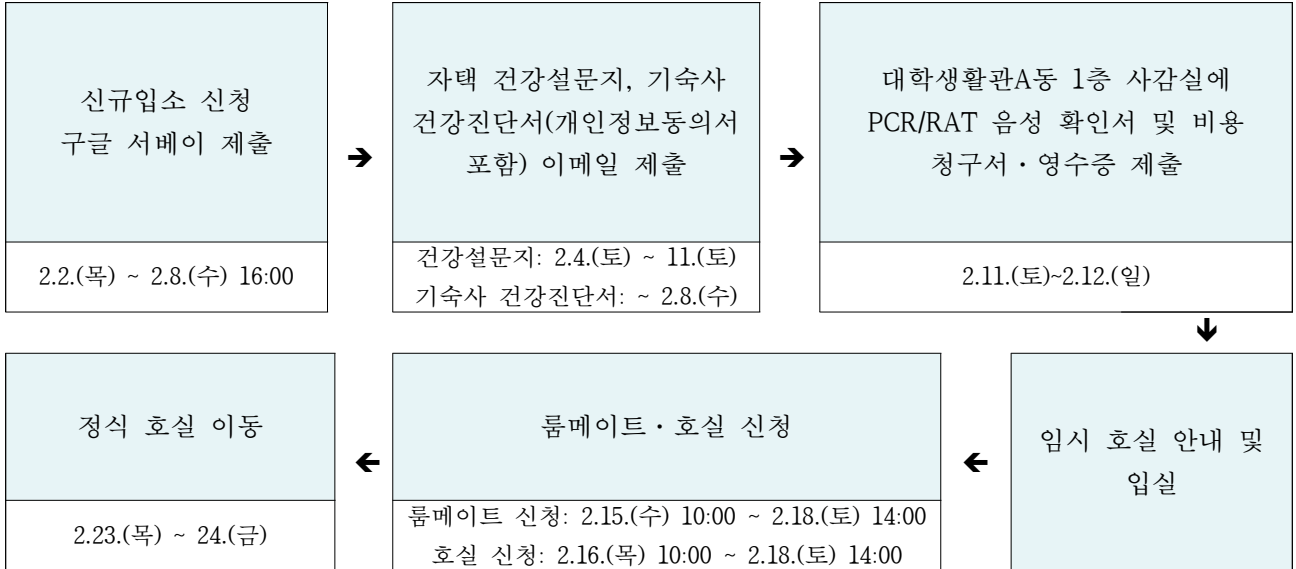 신규입소 신청
구글 서베이 제출
2.2.(목) ~ 2.8.(수) 16:00
➔
자택 건강설문지, 기숙사
건강진단서(개인정보동의서
포함) 이메일 제출
건강설문지: 2.4.(토) ~ 11.(토)
기숙사 건강진단서: ~ 2.8.(수)
➔
대학생활관A동 1층 사감실에
PCR/RAT 음성 확인서 및 비용
청구서・영수증 제출
2.11.(토)~2.12.(일)
🡫
임시 호실 안내 및
입실
🡨
룸메이트・호실 신청
룸메이트 신청: 2.15.(수) 10:00 ~ 2.18.(토) 14:00
호실 신청: 2.16.(목) 10:00 ~ 2.18.(토) 14:00
🡨
정식 호실 이동
2.23.(목) ~ 24.(금)